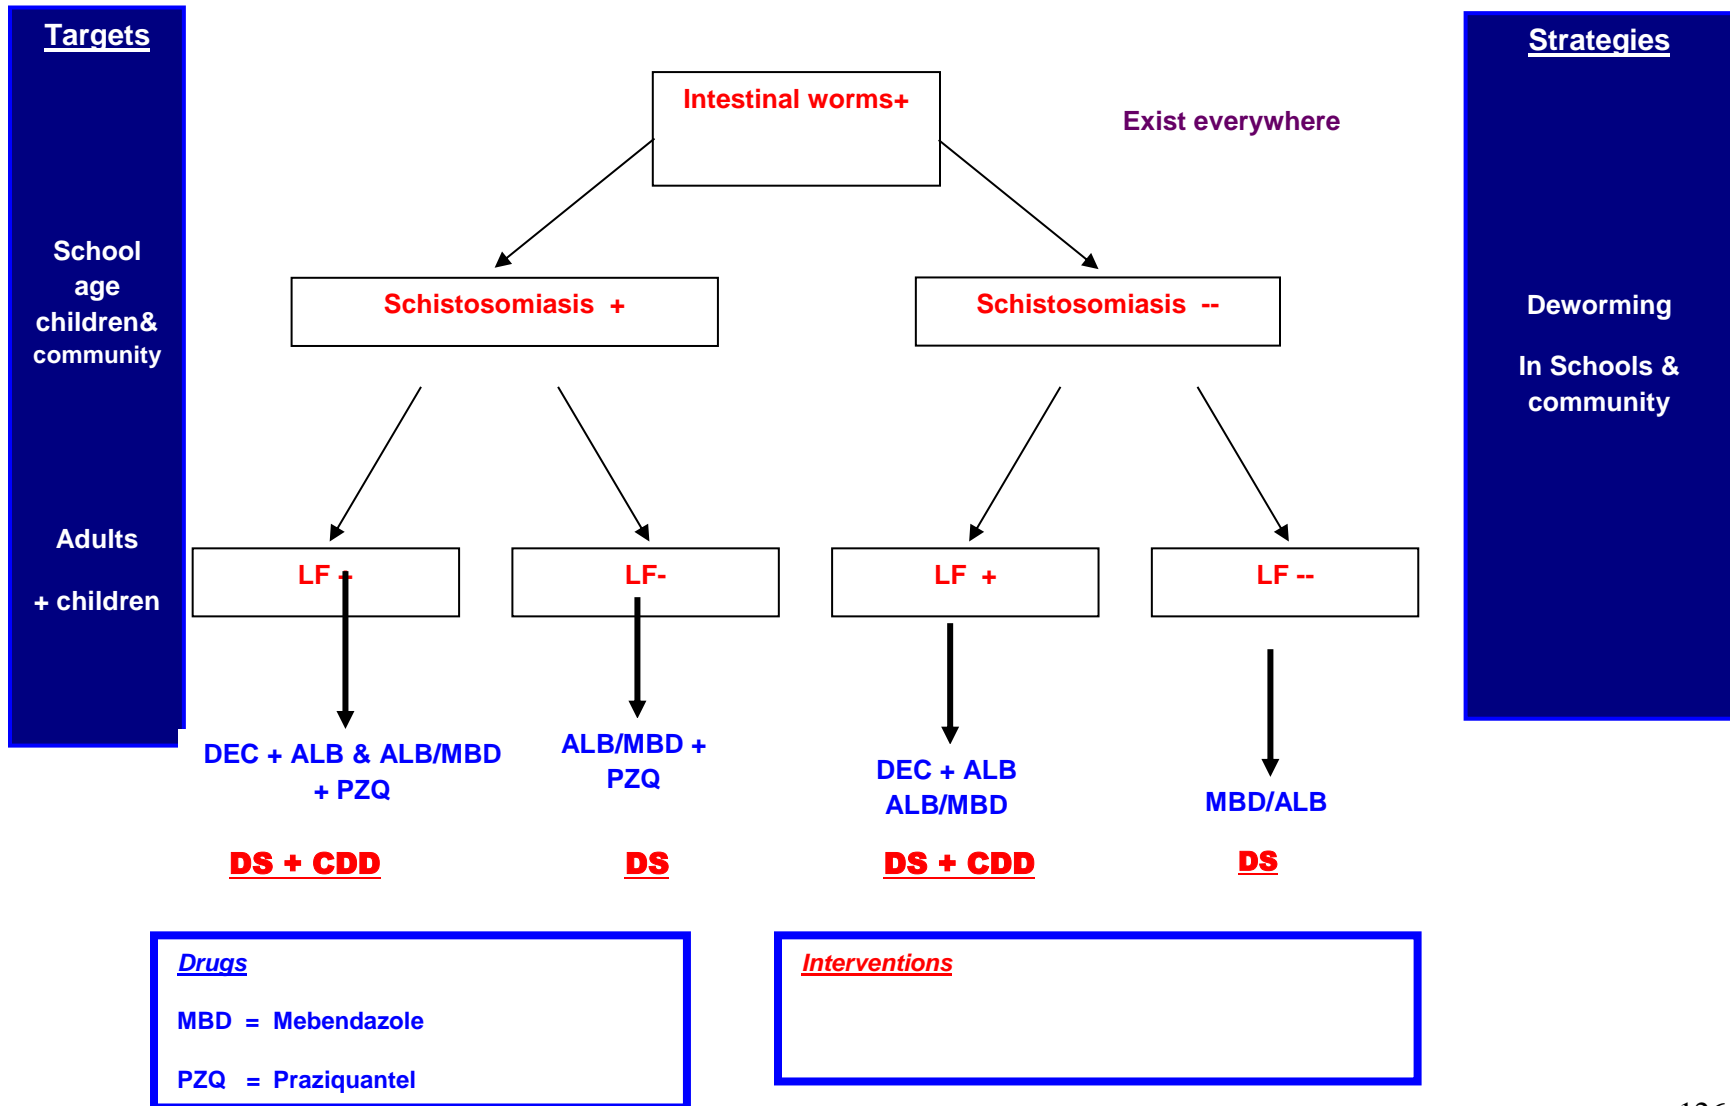 Targets
School
age
children&
community
Adults
+ children
Intestinal worms+
Exist everywhere
Schistosomiasis +
Schistosomiasis --
LF
LF-
LF +
LF --
DEC + ALB & ALB/MBD
+ PZQ
ALB/MBD +
PZQ
DEC + ALB
ALB/MBD
MBD/ALB
DS + CDD
DS
DS + CDD
DS
Strategies
Deworming
In Schools &
community
Drugs
MBD = Mebendazole
PZQ = Praziquantel
Interventions